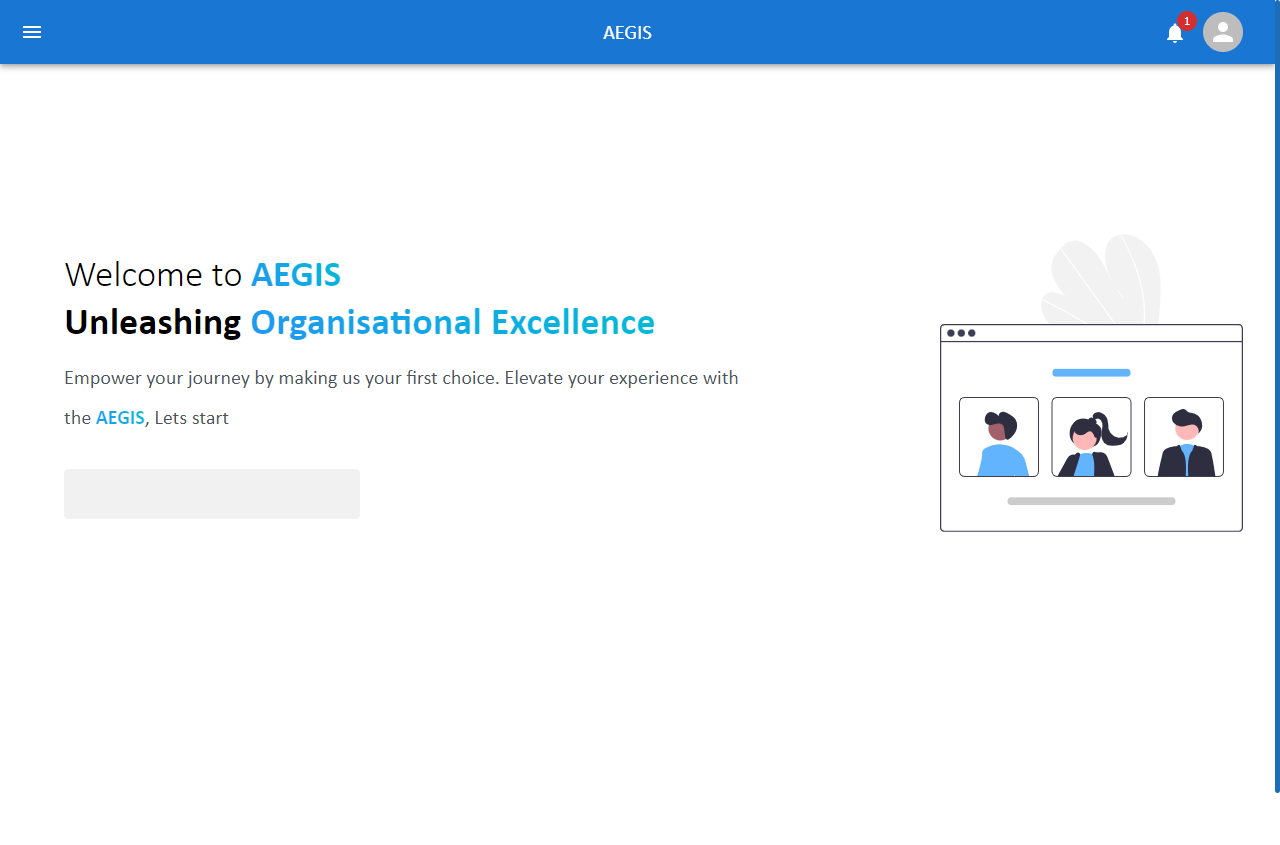 AEGIS
1
Welcome to AEGIS
Unleashing Organisational Excellence
Empower your journey by making us your first choice. Elevate your experience with
the AEGIS, Lets start